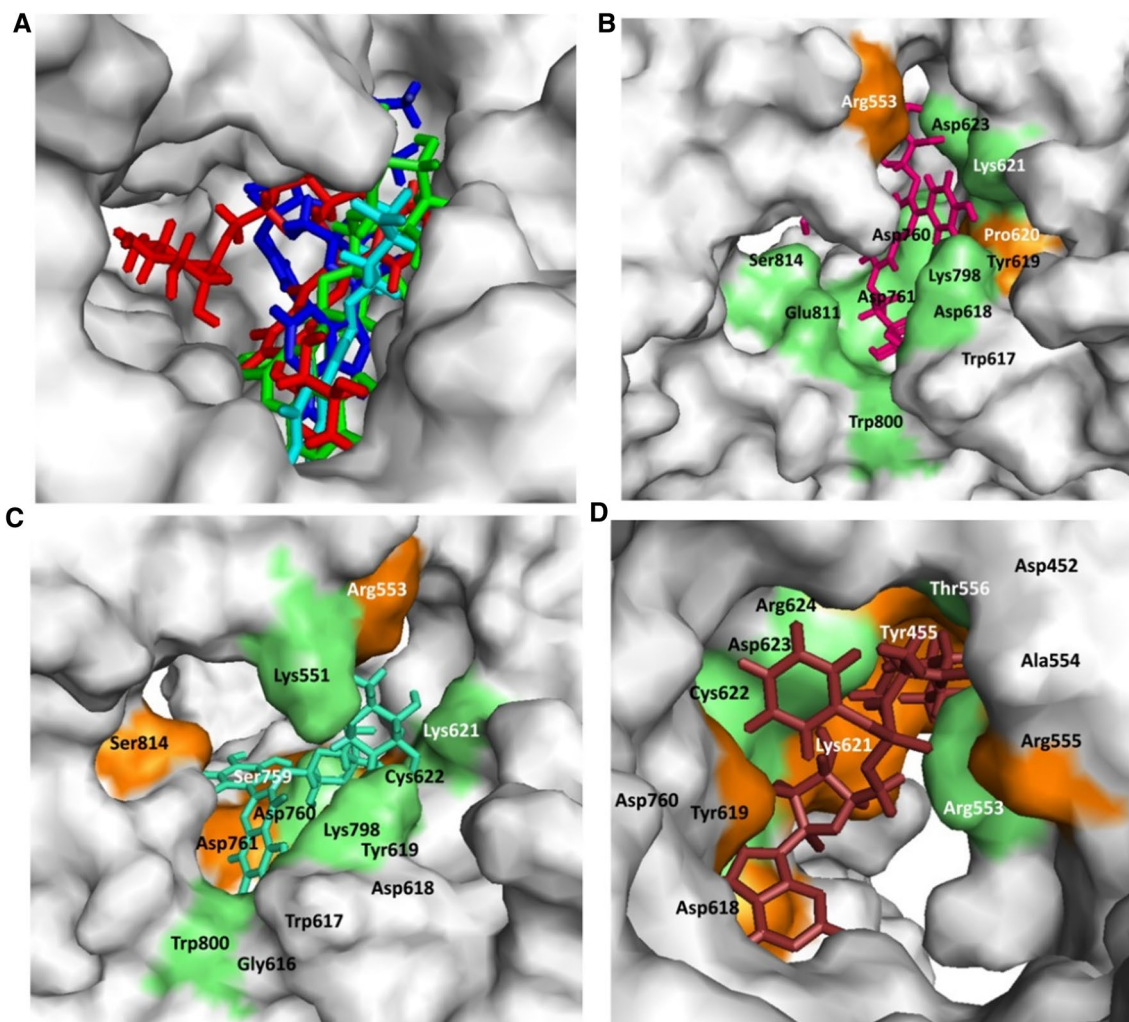 A
B
Arg553
Asp623
Lys621
Asp760
Pro620
Ser814
Lys798
Tyr619
Asp761
Glu811
Asp618
Trp617
Trp800
C
Arg553
Lys551
Lys621
Ser814
Ser759
Cys622
Asp760
Lys798
Asp761
Tyr619
Asp618
Trp617
Trp800
Gly616
D
Asp452
Thr556
Arg624
Tyr455
Asp623
Ala554
Cys622
Lys621
Arg555
Asp760
Tyr619
Arg553
Asp618